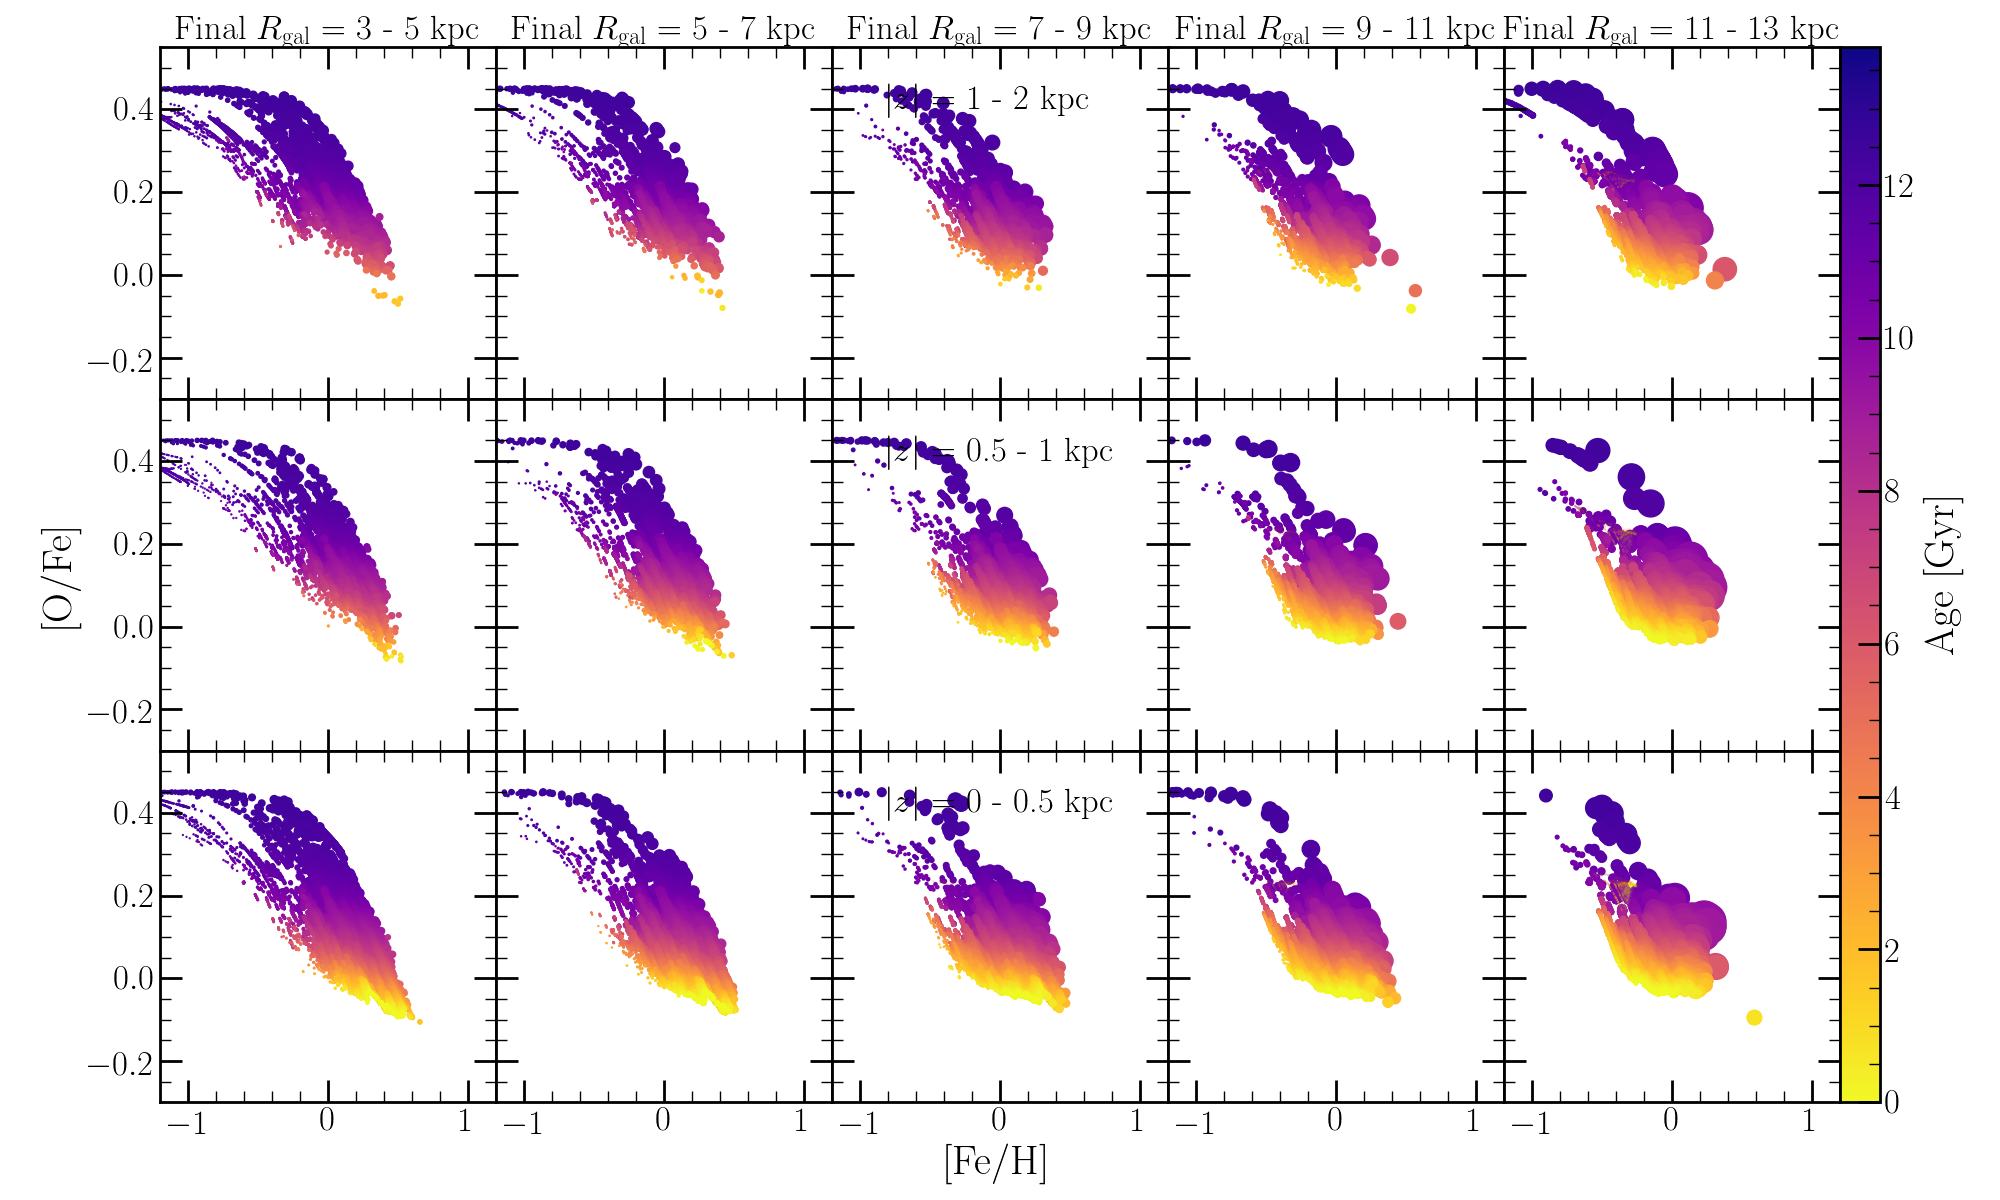 Final R_gal = 3 - 5 kpc Final R_gal = 5 - 7 kpc Final R_gal = 7 - 9 kpc Final R_gal = 9 - 11 kpc Final R_gal = 11 - 13 kpc
|z| = 1 - 2 kpc
0.4
0.2
0.0
−0.2
|z| = 0.5 - 1 kpc
0.4
0.2
0.0
−0.2
|z| = 0 - 0.5 kpc
0.4
0.2
0.0
−0.2
[O/Fe]
−1 0 1 −1 0 1 −1 0 1 −1 0 1 −1 0 1
[Fe/H]
12
10
8
6
4
2
0
Age [Gyr]